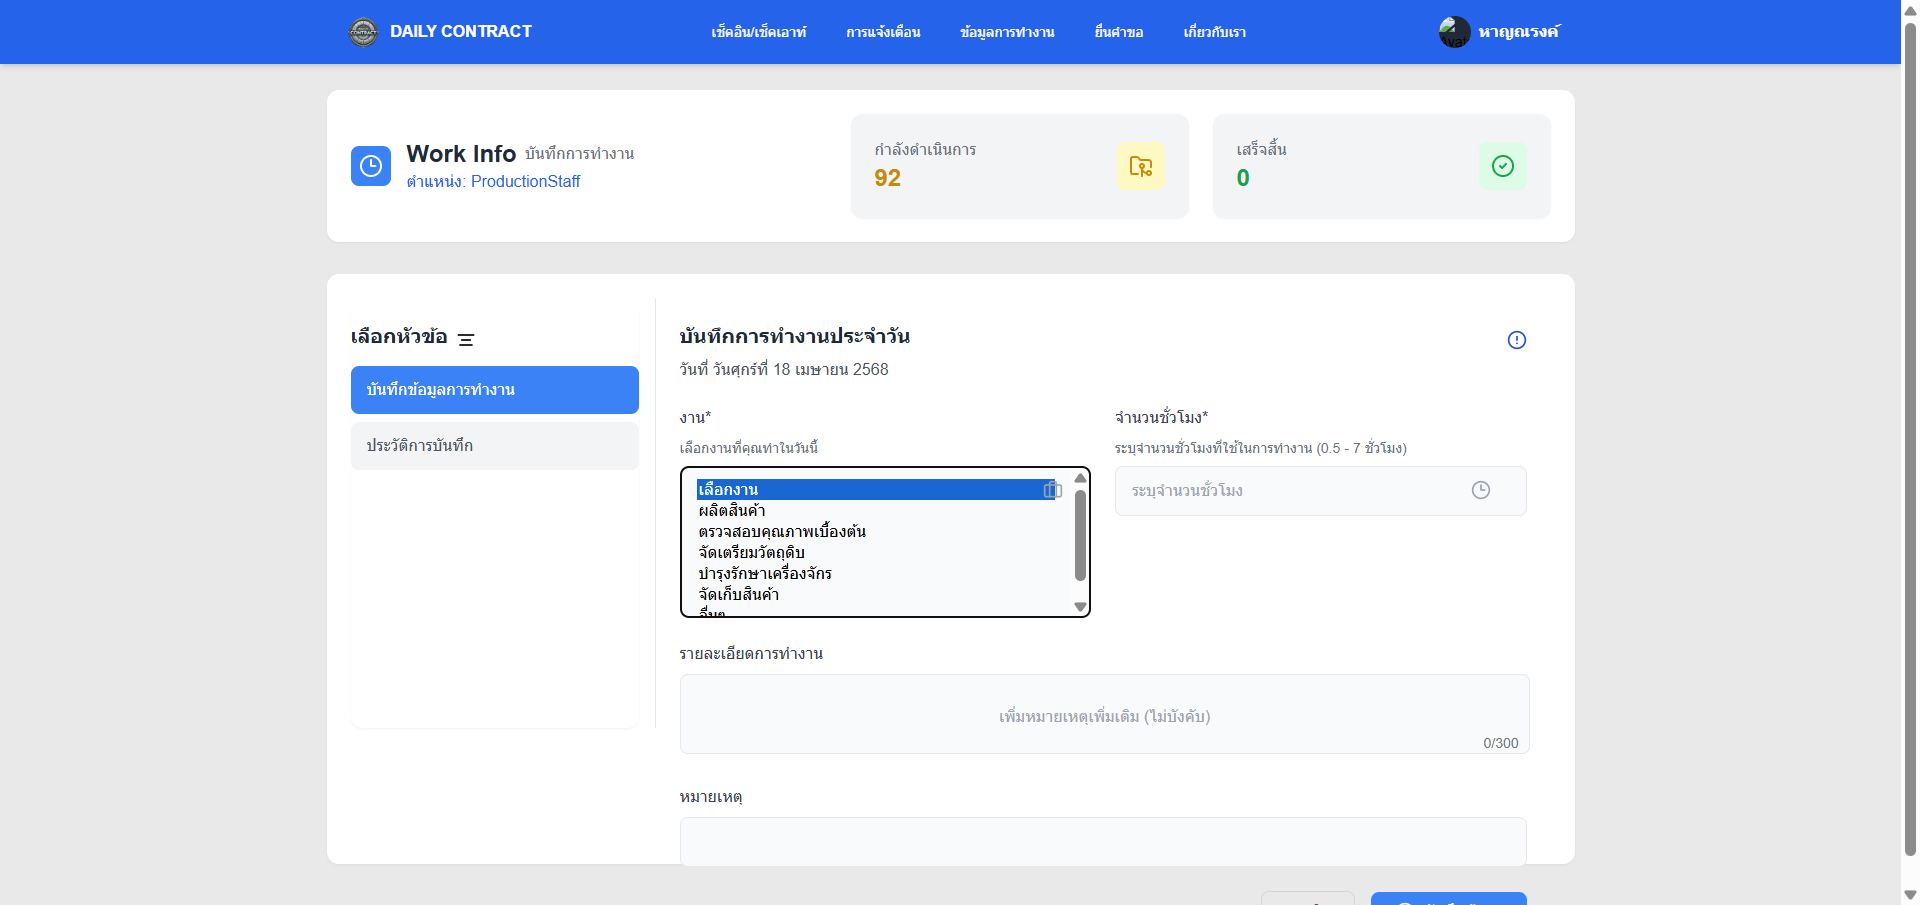 DAILY CONTRACT
เช็คอิน/เช็คเอาท์
การแจ้งเตือน
ข้อมูลการทำงาน
ยื่นคำขอ
เกี่ยวกับเรา
หาญณรงค์
Work Info บันทึกการทำงาน
ตำแหน่ง: ProductionStaff
กำลังดำเนินการ
92
เสร็จสิ้น
0
เลือกหัวข้อ
บันทึกข้อมูลการทำงาน
ประวัติการบันทึก
บันทึกการทำงานประจำวัน
วันที่ วันศุกร์ที่ 18 เมษายน 2568
งาน*
เลือกงานที่คุณทำในวันนี้
เลือกงาน
ผลิตสินค้า
ตรวจสอบคุณภาพเบื้องต้น
จัดเตรียมวัตถุดิบ
บำรุงรักษาเครื่องจักร
จัดเก็บสินค้า
อื่นๆ
จำนวนชั่วโมง*
ระบุจำนวนชั่วโมงที่ใช้ในการทำงาน (0.5 - 7 ชั่วโมง)
ระบุจำนวนชั่วโมง
รายละเอียดการทำงาน
เพิ่มหมายเหตุเพิ่มเติม (ไม่บังคับ)
0/300
หมายเหตุ